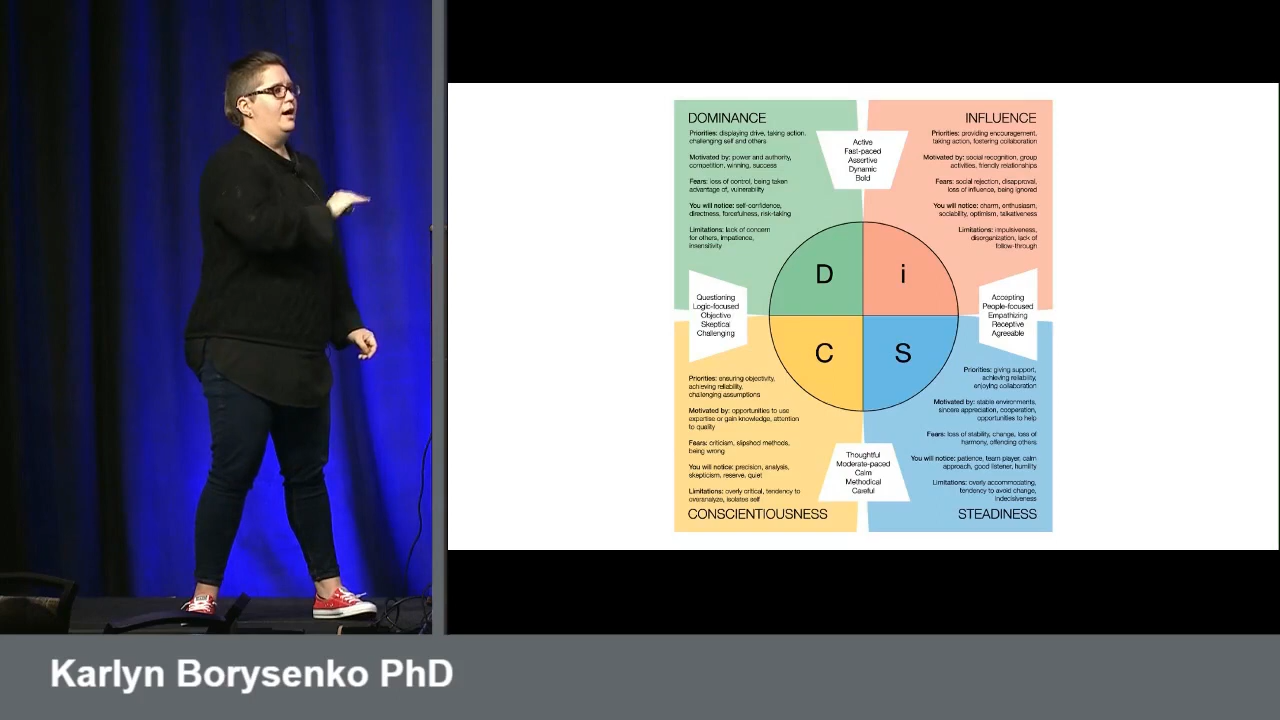 DOMINANCE
Priorities: displaying drive, taking action,
challenging self and others
Motivated by: power and authority,
competition, winning, success
Fears: loss of control, being taken
advantage of, vulnerability
You will notice: self-confidence,
directness, forcefulness, risk-taking
Limitations: lack of concern
for others, impatience,
insensitivity
Active
Fast-paced
Assertive
Dynamic
Bold
INFLUENCE
Priorities: providing encouragement,
taking action, fostering collaboration
Motivated by: social recognition, group
activities, friendly relationships
Fears: social rejection, disapproval,
loss of influence, being ignored
You will notice: charm, enthusiasm,
sociability, optimism, talkativeness
Limitations: impulsiveness,
disorganization, lack of
follow-through
D
i
Questioning
Logic-focused
Objective
Skeptical
Challenging
Accepting
People-focused
Empathizing
Receptive
Agreeable
C
S
Priorities: ensuring objectivity,
achieving reliability,
challenging assumptions
Motivated by: opportunities to use
expertise or gain knowledge, attention
to quality
Fears: criticism, slipshod methods,
being wrong
You will notice: precision, analysis,
skepticism, reserve, quiet
Limitations: overly critical, tendency to
overanalyze, isolates self
CONSCIENTIOUSNESS
Thoughtful
Moderate-paced
Calm
Methodical
Careful
Priorities: giving support,
achieving reliability,
enjoying collaboration
Motivated by: stable environments,
sincere appreciation, cooperation,
opportunities to help
Fears: loss of stability, change, loss of
harmony, offending others
You will notice: patience, team player, calm
approach, good listener, humility
Limitations: overly accommodating,
tendency to avoid change,
indecisiveness
STEADINESS
Karlyn Borysenko PhD